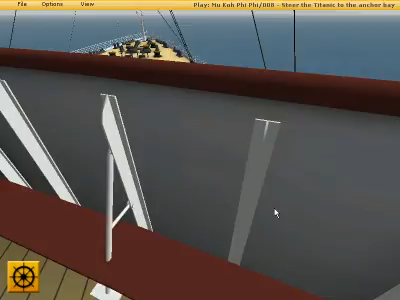 File Options View Play: Mu Koh Phi Phi/008 - Steer the Titanic to the anchor bay